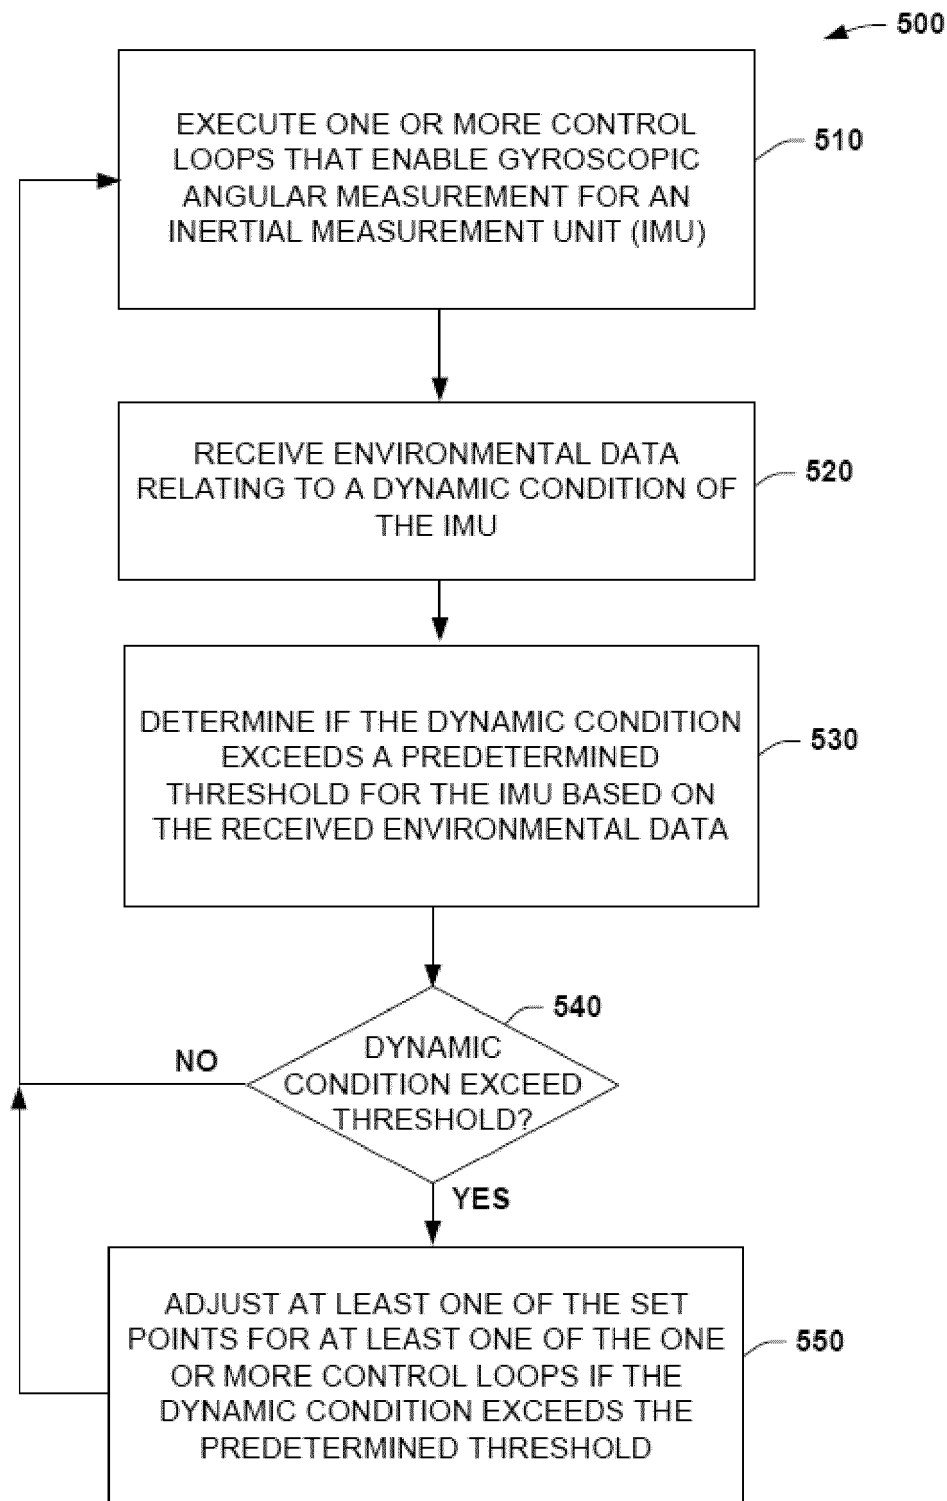 500
EXECUTE ONE OR MORE CONTROL
LOOPS THAT ENABLE GYROSCOPIC
ANGULAR MEASUREMENT FOR AN
INERTIAL MEASUREMENT UNIT (IMU)
510
RECEIVE ENVIRONMENTAL DATA
RELATING TO A DYNAMIC CONDITION OF
THE IMU
520
DETERMINE IF THE DYNAMIC CONDITION
EXCEEDS A PREDETERMINED
THRESHOLD FOR THE IMU BASED ON
THE RECEIVED ENVIRONMENTAL DATA
530
540
DYNAMIC
CONDITION EXCEED
THRESHOLD?
NO
YES
ADJUST AT LEAST ONE OF THE SET
POINTS FOR AT LEAST ONE OF THE ONE
OR MORE CONTROL LOOPS IF THE
DYNAMIC CONDITION EXCEEDS THE
PREDETERMINED THRESHOLD
550